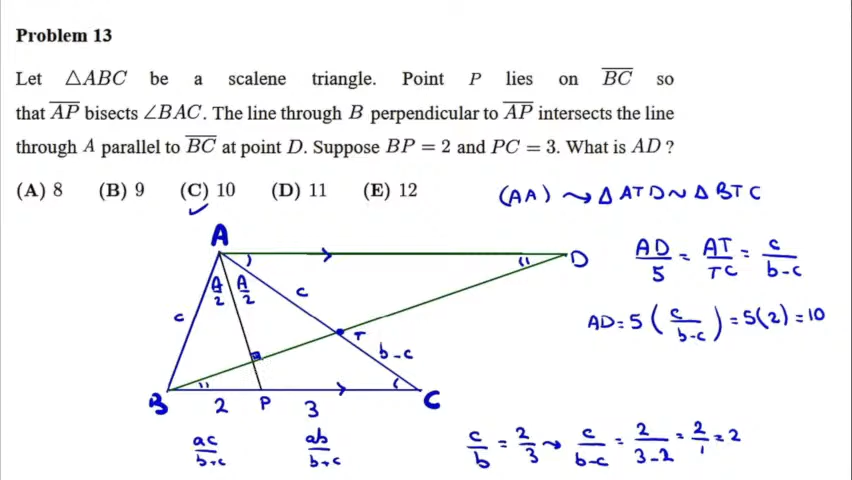 Problem 13
Let △ABC be a scalene triangle. Point P lies on BC so
that AP bisects ∠BAC. The line through B perpendicular to AP intersects the line
through A parallel to BC at point D. Suppose BP = 2 and PC = 3. What is AD ?
(A) 8 (B) 9 (C) 10 (D) 11 (E) 12
(AA) ⤳ △ATD ~ △BTC
AD/5 = AT/TC = c/b-c
AD = 5 (c/b-c) = 5(2) = 10
A
D
A/2 A/2
c
c
T
b-c
B
2
P
3
C
ac/b+c
ab/b+c
c/b = 2/3 ⤳ c/b-c = 2/3-2 = 2/1 = 2